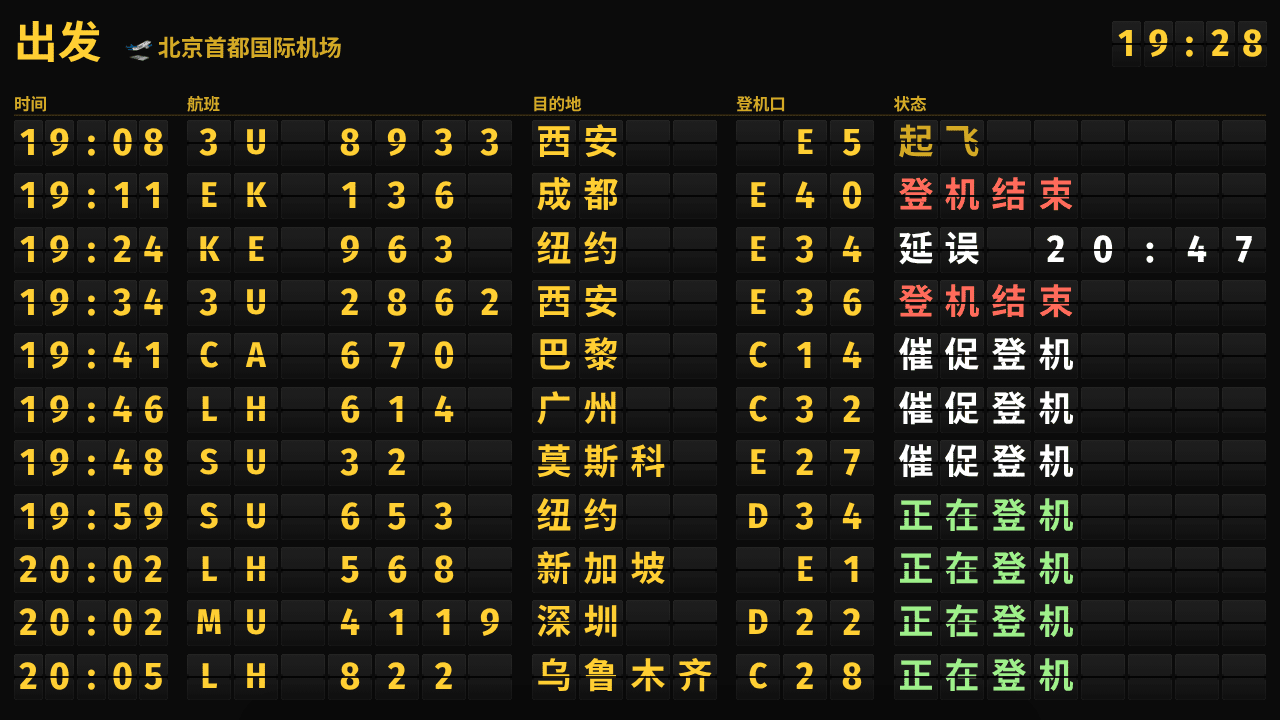 出发 北京首都国际机场 19:28
时间 航班 目的地 登机口 状态
19:08 3U 8933 西安 E5 起飞
19:11 EK 136 成都 E40 登机结束
19:24 KE 963 纽约 E34 延误 20:47
19:34 3U 2862 西安 E36 登机结束
19:41 CA 670 巴黎 C14 催促登机
19:46 LH 614 广州 C32 催促登机
19:48 SU 32 莫斯科 E27 催促登机
19:59 SU 653 纽约 D34 正在登机
20:02 LH 568 新加坡 E1 正在登机
20:02 MU 4119 深圳 D22 正在登机
20:05 LH 822 乌鲁木齐 C28 正在登机